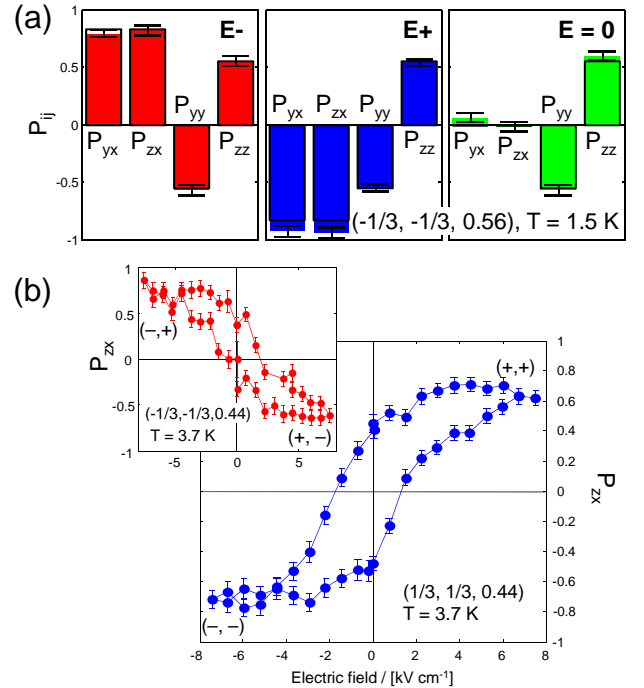 (a)
E- E+ E = 0
1
0.5
0
-0.5
-1
P_ij
P_yx P_zx P_yy P_zz
P_yx P_zx P_yy P_zz
P_yx P_zx P_yy P_zz
(-1/3, -1/3, 0.56), T = 1.5 K
(b)
1
0.5
0
-0.5
-1
P_zx
(–,+)
(-1/3,-1/3,0.44)
T = 3.7 K
(+, –)
-5 0 5
(+,+)
1
0.8
0.6
0.4
0.2
0
-0.2
-0.4
-0.6
-0.8
-1
P_zx
(1/3, 1/3, 0.44)
T = 3.7 K
(–, –)
-8 -6 -4 -2 0 2 4 6 8
Electric field / [kV cm⁻¹]